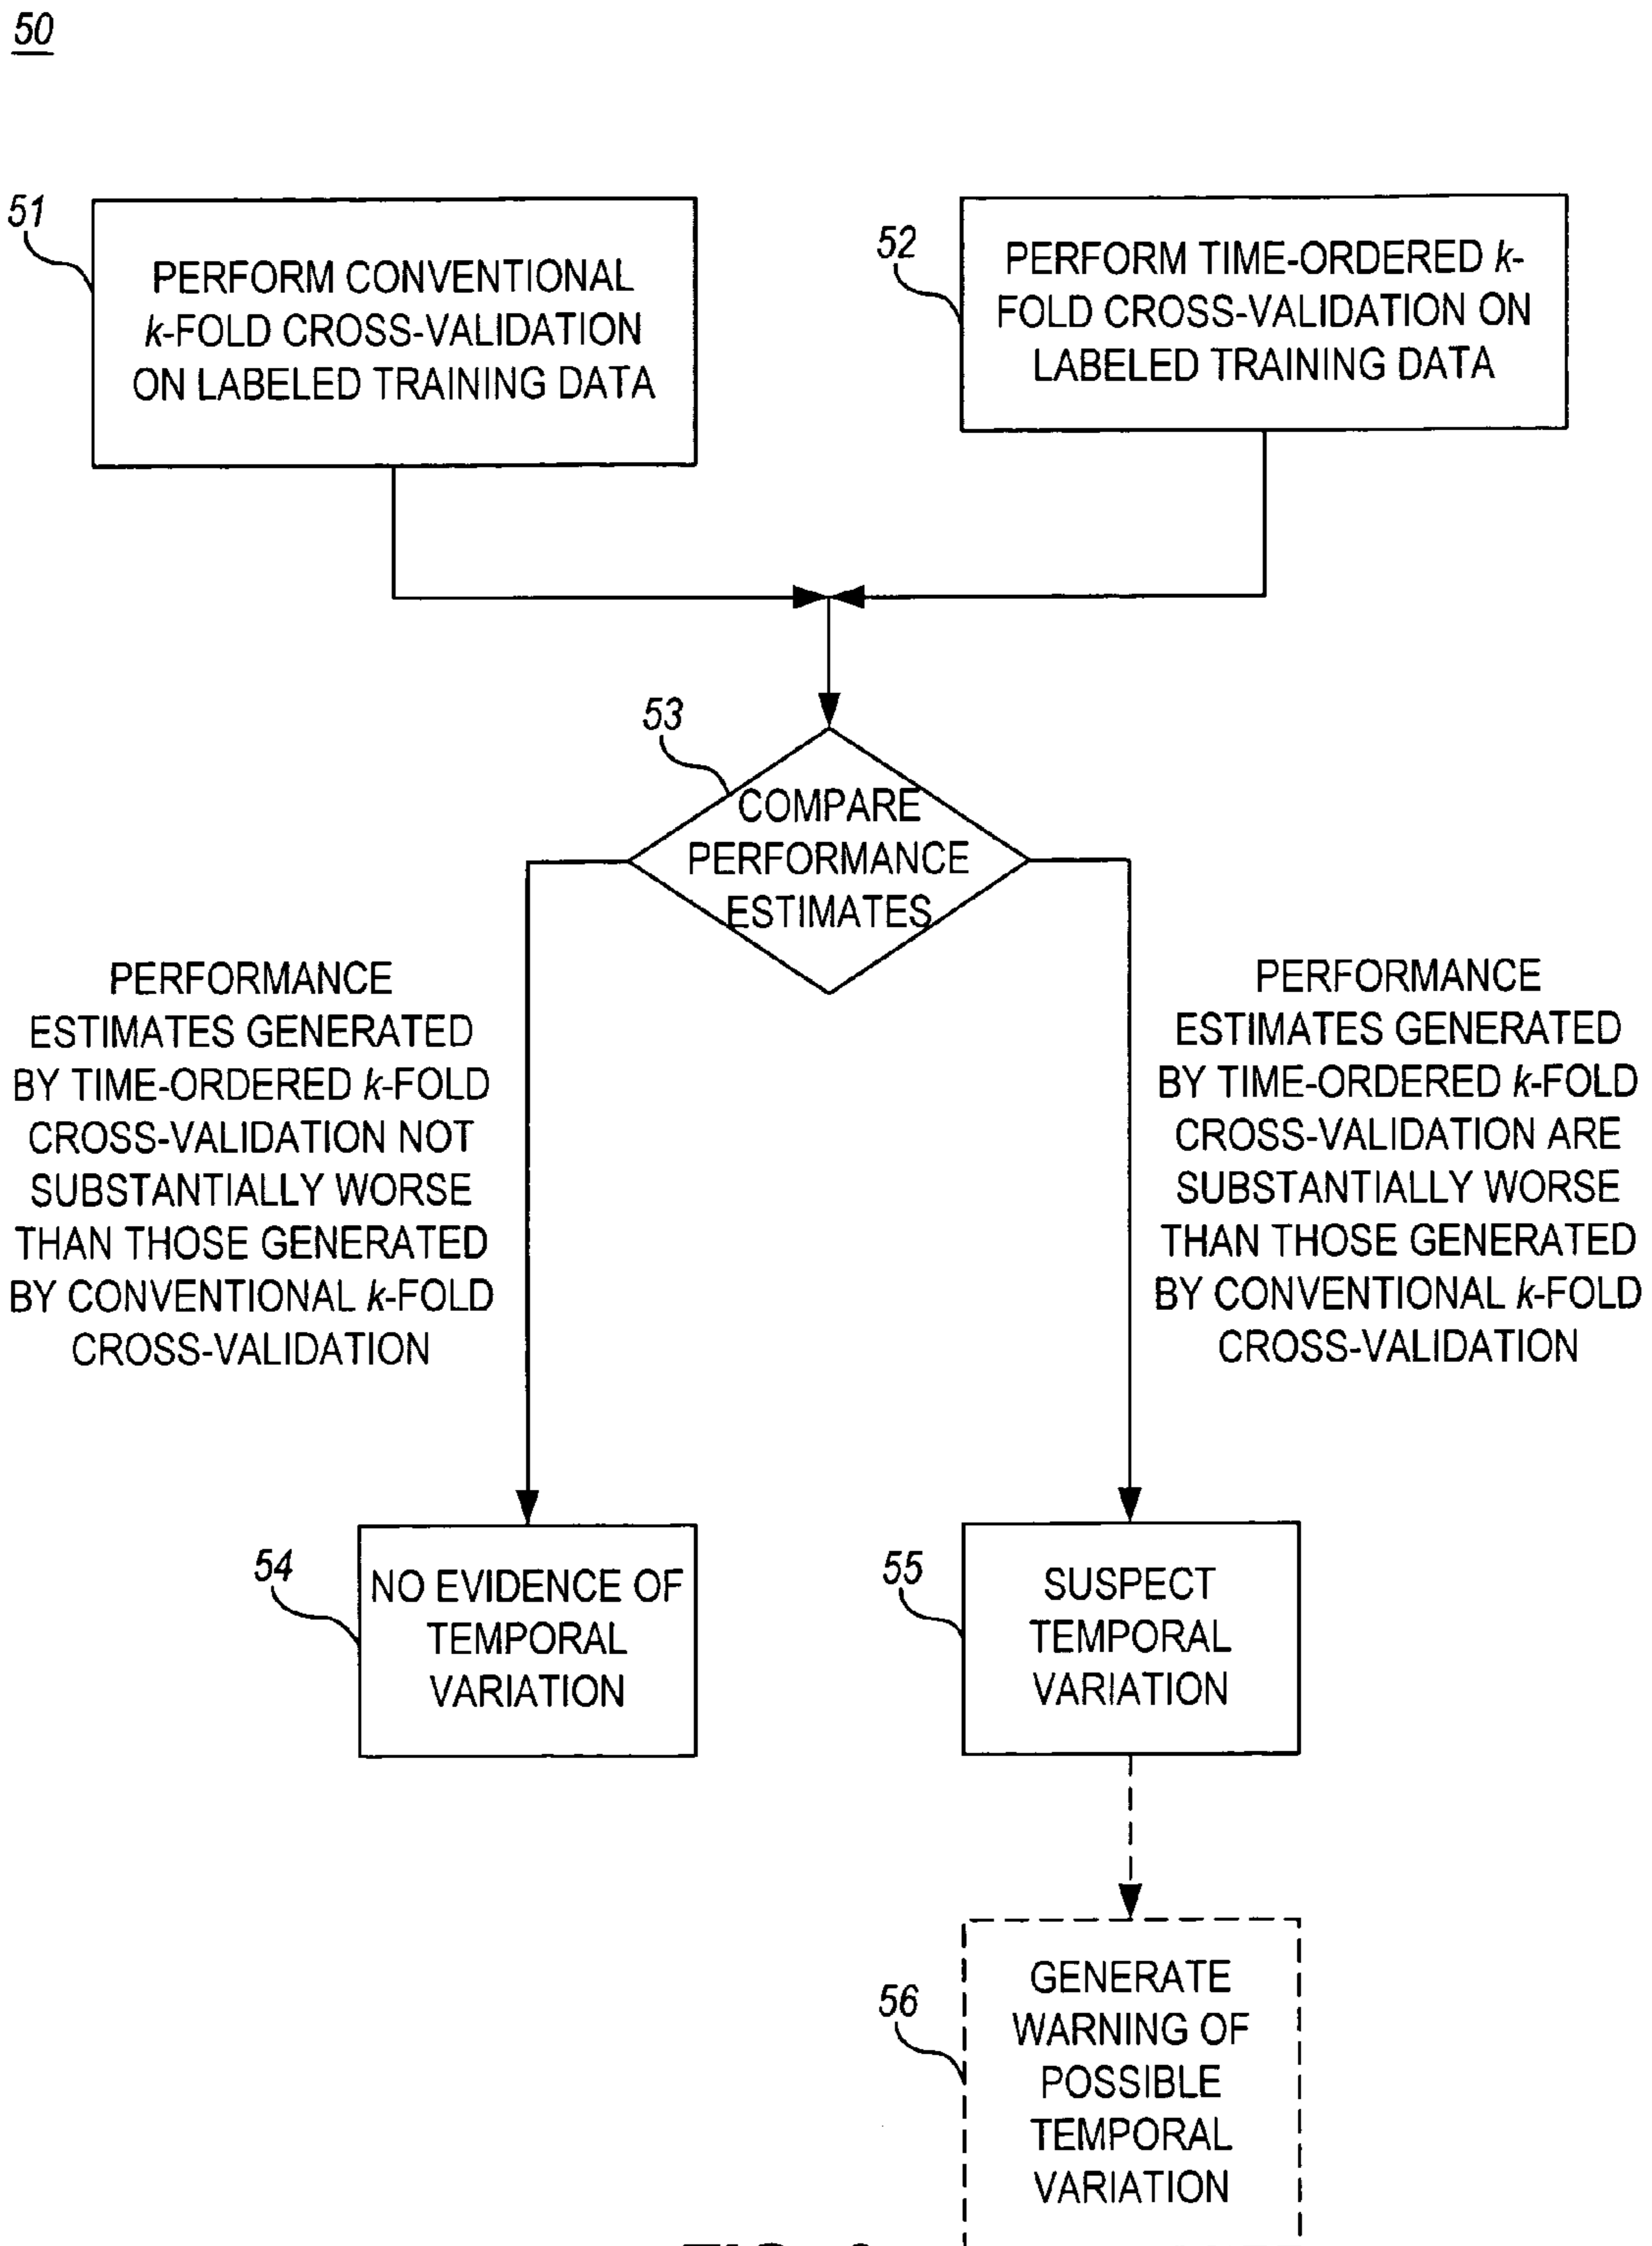 50
51
PERFORM CONVENTIONAL
k-FOLD CROSS-VALIDATION
ON LABELED TRAINING DATA
52
PERFORM TIME-ORDERED k-
FOLD CROSS-VALIDATION ON
LABELED TRAINING DATA
53
COMPARE
PERFORMANCE
ESTIMATES
PERFORMANCE
ESTIMATES GENERATED
BY TIME-ORDERED k-FOLD
CROSS-VALIDATION NOT
SUBSTANTIALLY WORSE
THAN THOSE GENERATED
BY CONVENTIONAL k-FOLD
CROSS-VALIDATION
PERFORMANCE
ESTIMATES GENERATED
BY TIME-ORDERED k-FOLD
CROSS-VALIDATION ARE
SUBSTANTIALLY WORSE
THAN THOSE GENERATED
BY CONVENTIONAL k-FOLD
CROSS-VALIDATION
54
NO EVIDENCE OF
TEMPORAL
VARIATION
55
SUSPECT
TEMPORAL
VARIATION
56
GENERATE
WARNING OF
POSSIBLE
TEMPORAL
VARIATION